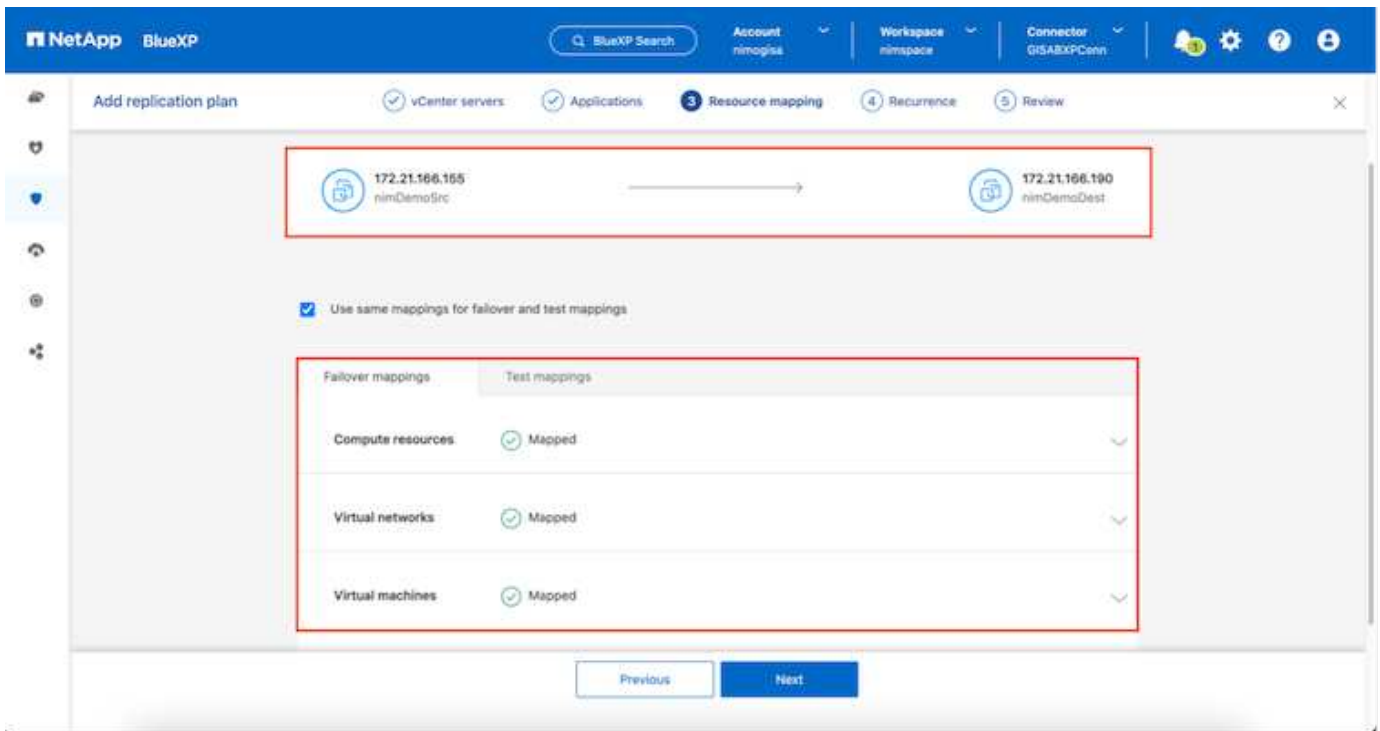 NetApp BlueXP
BlueXP Search
Account
nimogisa
Workspace
nimspace
Connector
GISABXPConn
1
Add replication plan
vCenter servers
Applications
3 Resource mapping
4 Recurrence
5 Review
172.21.166.155
nimDemoSrc
172.21.166.190
nimDemoDest
Use same mappings for failover and test mappings
Failover mappings
Test mappings
Compute resources
Mapped
Virtual networks
Mapped
Virtual machines
Mapped
Previous
Next